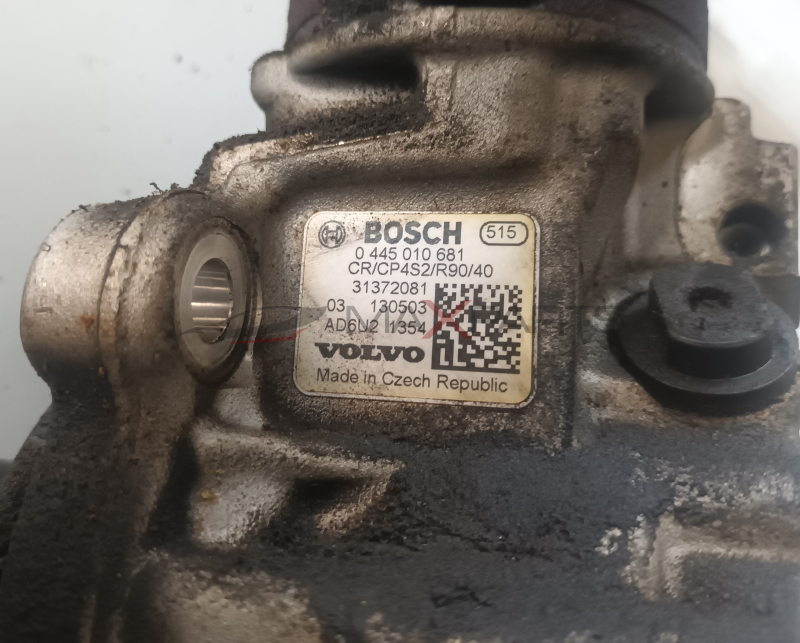 BOSCH 515
0 445 010 681
CR/CP4S2/R90/40
31372081
03 130503
AD6U2 1354
VOLVO
Made in Czech Republic